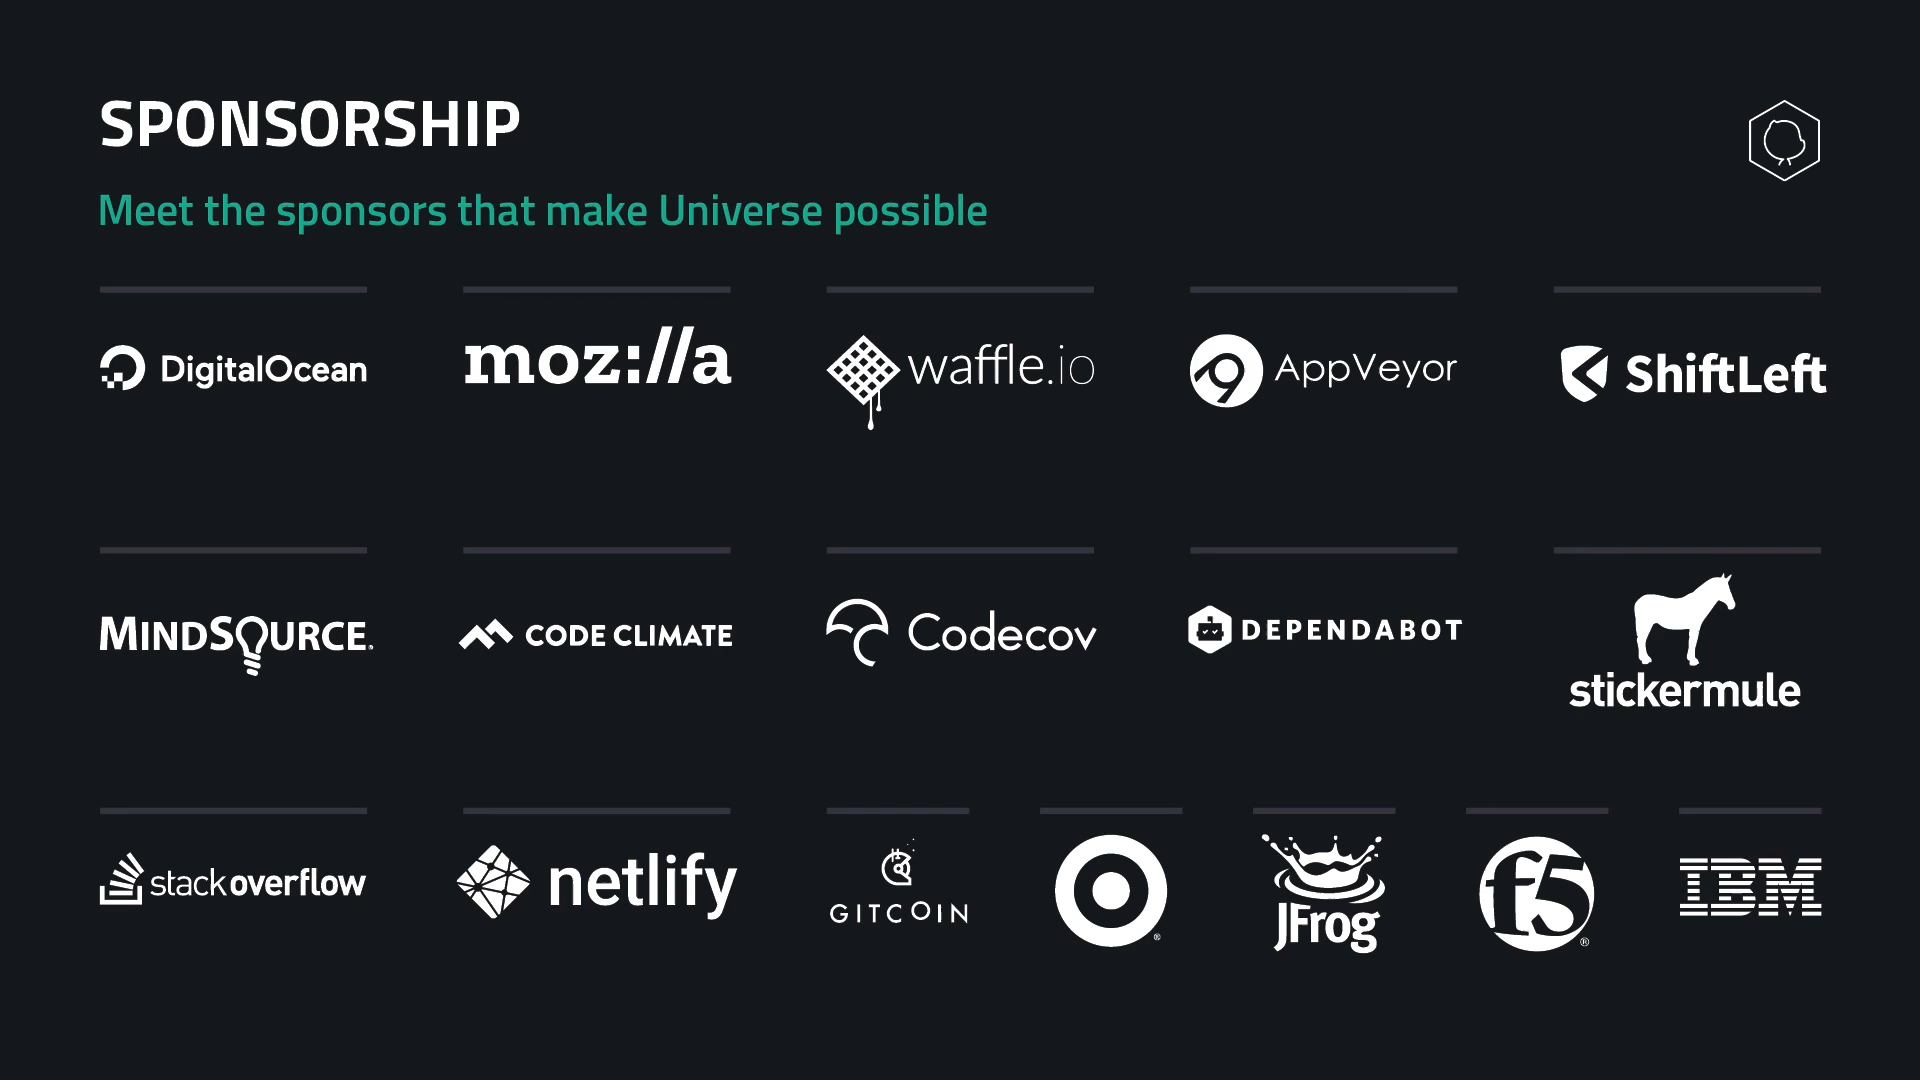 SPONSORSHIP
Meet the sponsors that make Universe possible
DigitalOcean
moz://a
waffle.io
AppVeyor
ShiftLeft
MINDSOURCE®
CODE CLIMATE
Codecov
DEPENDABOT
stickermule
stackoverflow
netlify
GITCOIN
®
JFrog
f5®
IBM